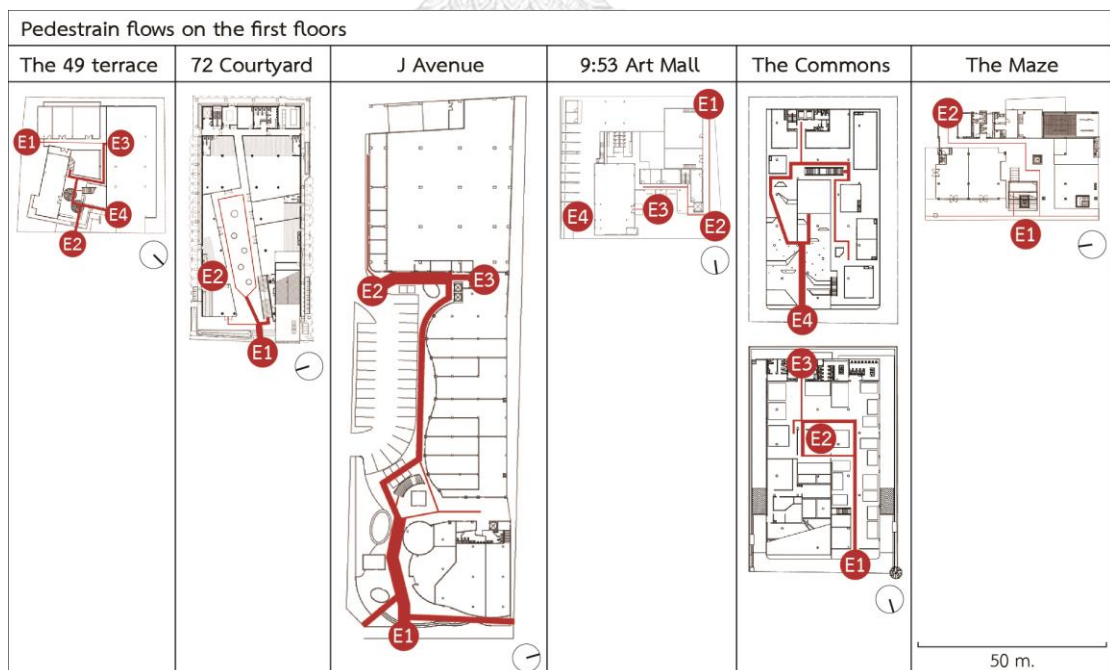 Pedestrain flows on the first floors
The 49 terrace
72 Courtyard
J Avenue
9:53 Art Mall
The Commons
The Maze
E1
E3
E4
E2
E2
E1
E2
E3
E1
E1
E3
E4
E2
E4
E3
E2
E1
E2
E1
50 m.